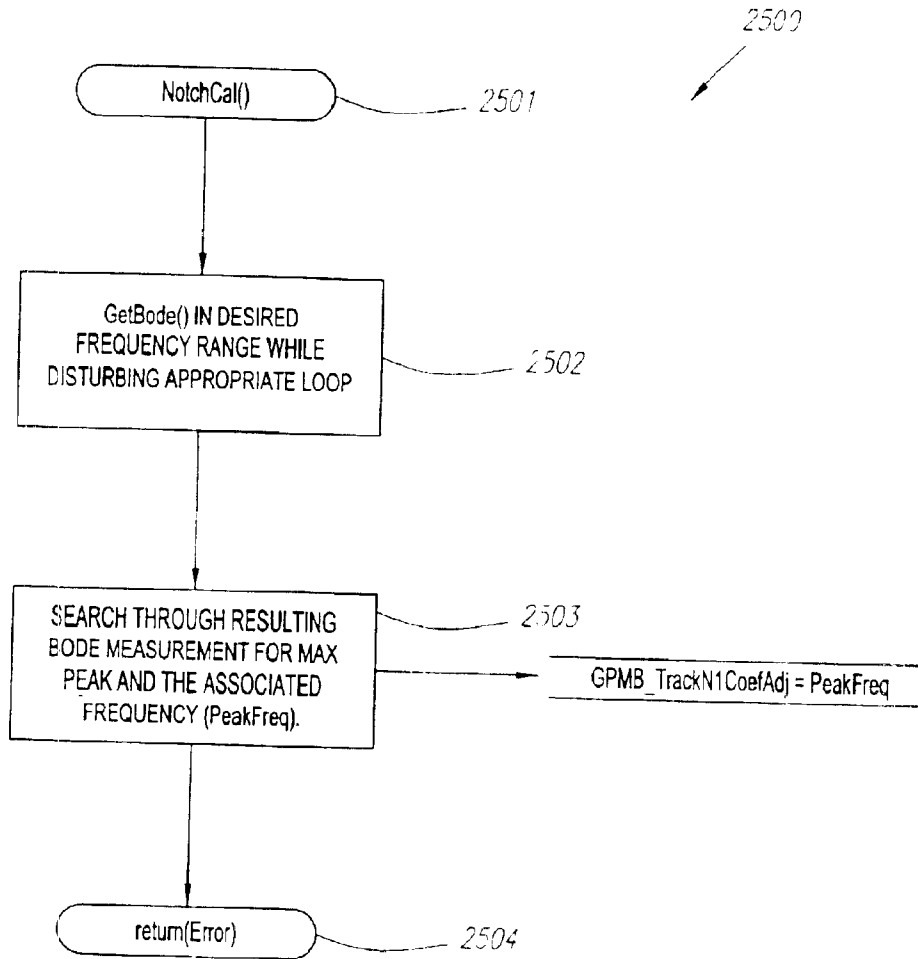 2500
NotchCal()
2501
GetBode() IN DESIRED
FREQUENCY RANGE WHILE
DISTURBING APPROPRIATE LOOP
2502
SEARCH THROUGH RESULTING
BODE MEASUREMENT FOR MAX
PEAK AND THE ASSOCIATED
FREQUENCY (PeakFreq).
2503
GPMB_TrackN1CoefAdj = PeakFreq
return(Error)
2504